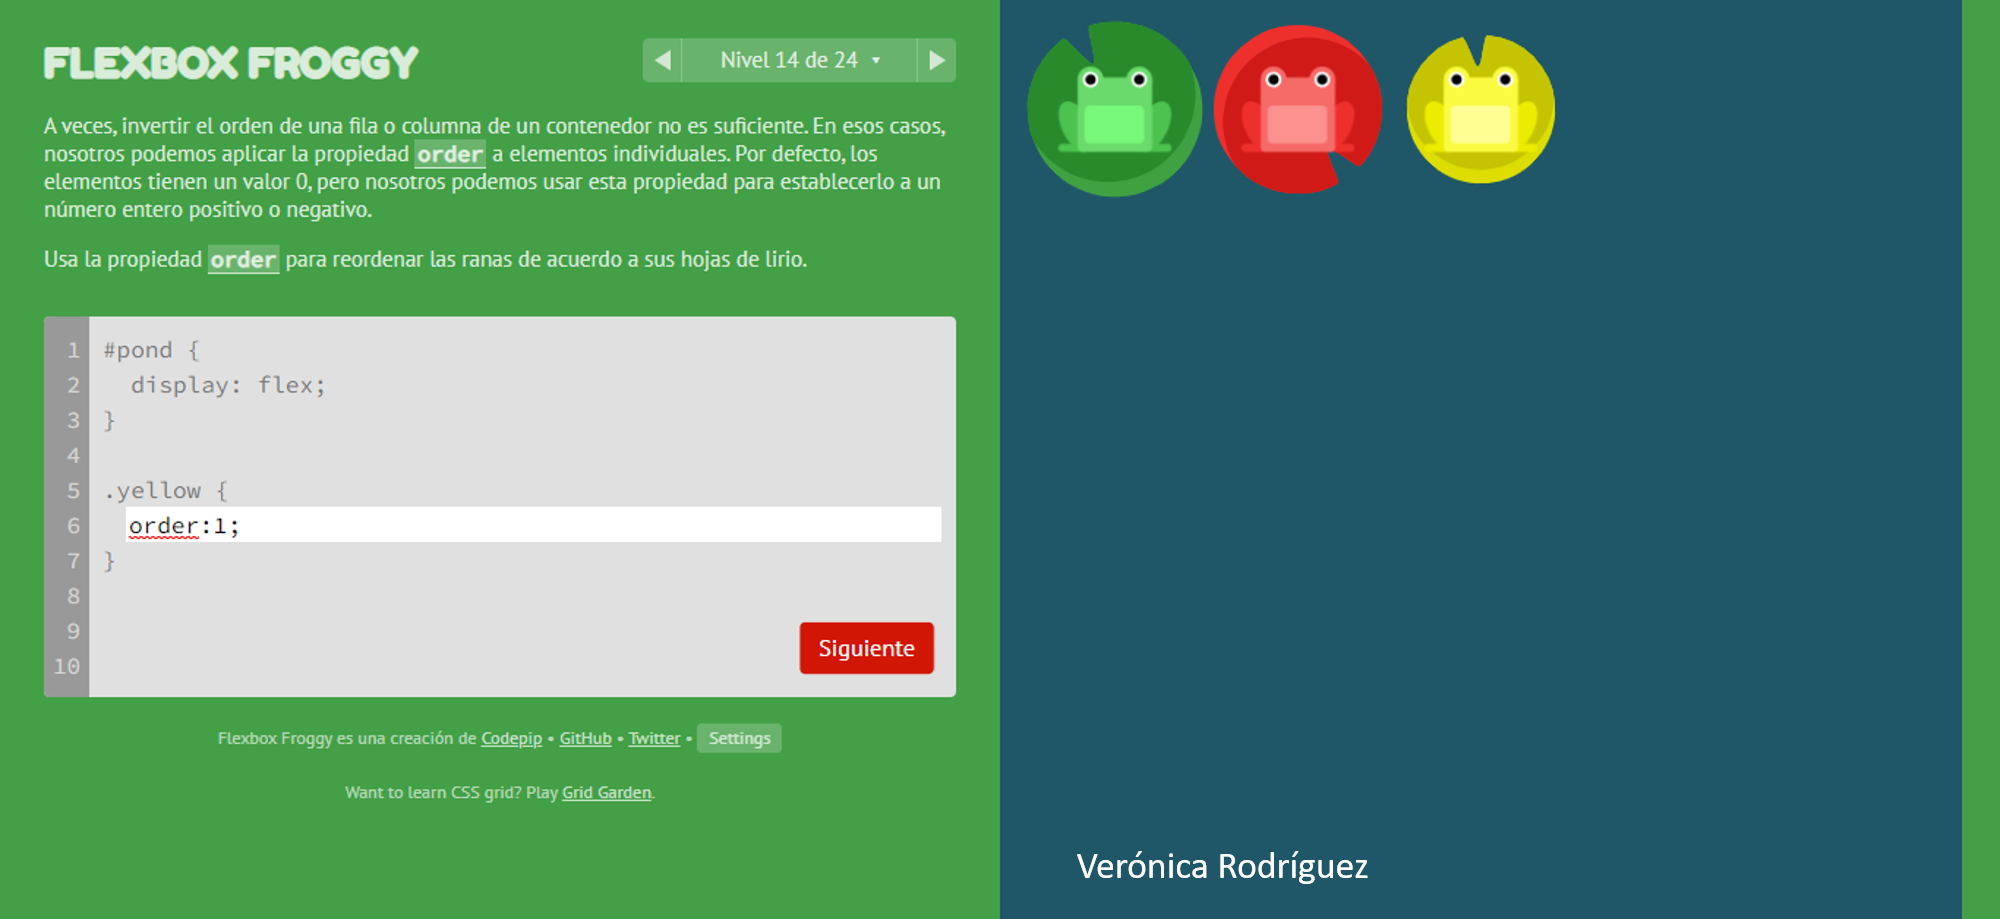 FLEXBOX FROGGY
◀ Nivel 14 de 24 ▾ ▶
A veces, invertir el orden de una fila o columna de un contenedor no es suficiente. En esos casos,
nosotros podemos aplicar la propiedad order a elementos individuales. Por defecto, los
elementos tienen un valor 0, pero nosotros podemos usar esta propiedad para establecerlo a un
número entero positivo o negativo.
Usa la propiedad order para reordenar las ranas de acuerdo a sus hojas de lirio.
1 #pond {
2 display: flex;
3 }
4
5 .yellow {
6 order:1;
7 }
8
9
10
Siguiente
Flexbox Froggy es una creación de Codepip • GitHub • Twitter • Settings
Want to learn CSS grid? Play Grid Garden.
Verónica Rodríguez